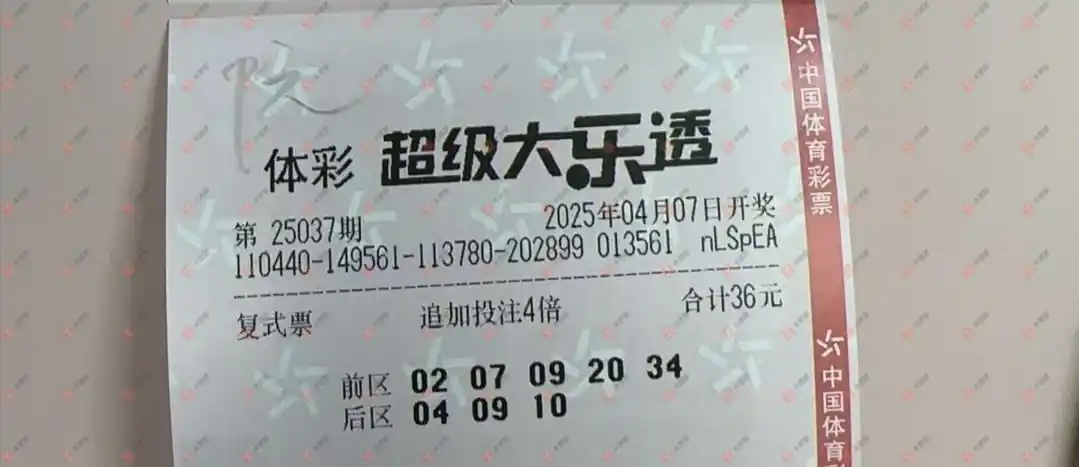 院
体彩 超级大乐透
第 25037期 2025年04月07日开奖
110440-149561-113780-202899 013561 nLSpEA
复式票 追加投注4倍 合计36元
前区 02 07 09 20 34
后区 04 09 10
中国体育彩票
中国体育